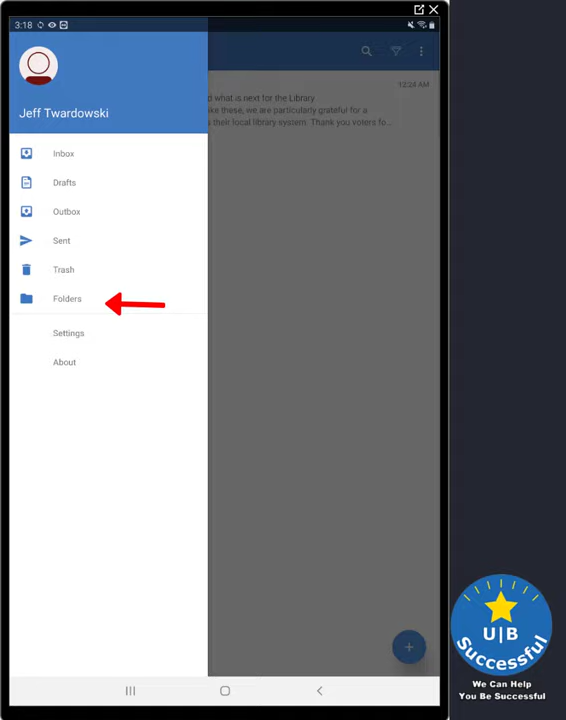 3:18
Jeff Twardowski
12:24 AM
d what is next for the Library
ike these, we are particularly grateful for a
their local library system. Thank you voters fo...
Inbox
Drafts
Outbox
Sent
Trash
Folders
Settings
About
U|B
Successful
We Can Help
You Be Successful